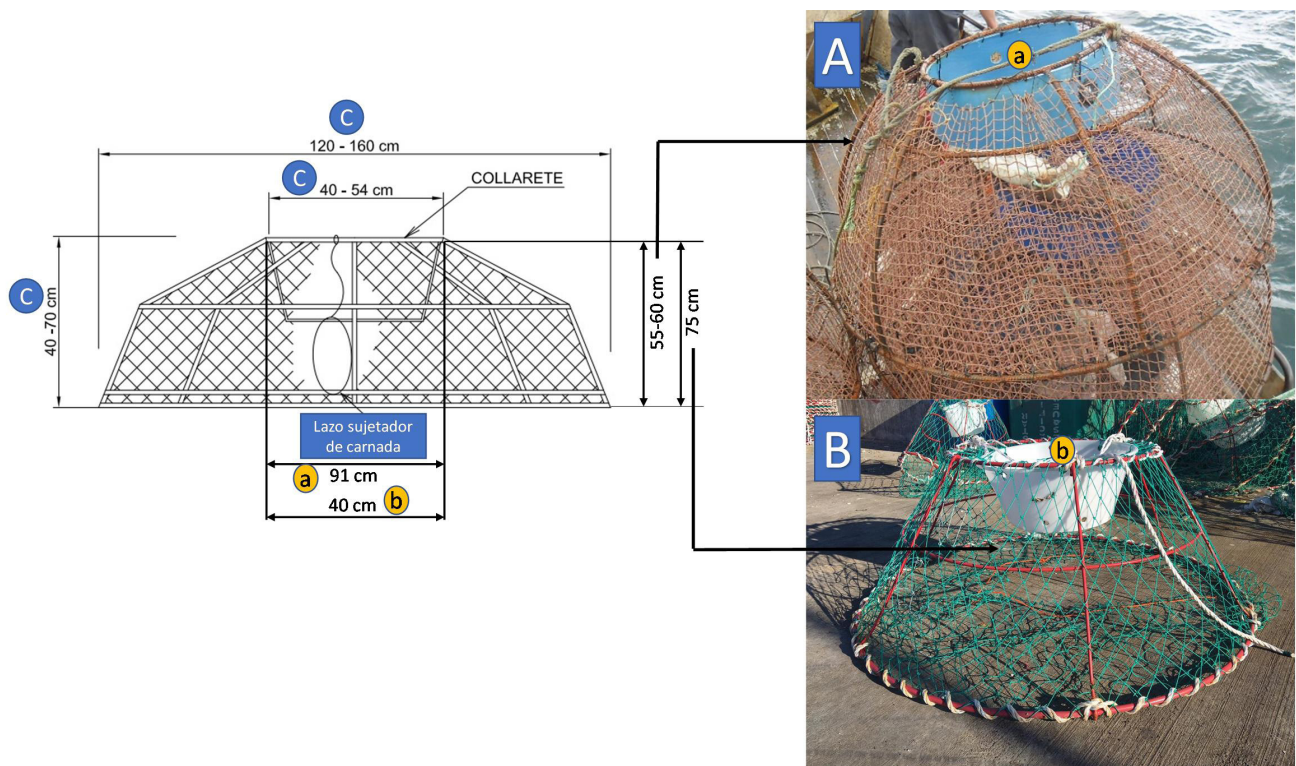 C
120 - 160 cm
C
40 - 54 cm
COLLARETE
C
40 -70 cm
55-60 cm
75 cm
Lazo sujetador
de carnada
a
91 cm
40 cm
b
A
a
B
b